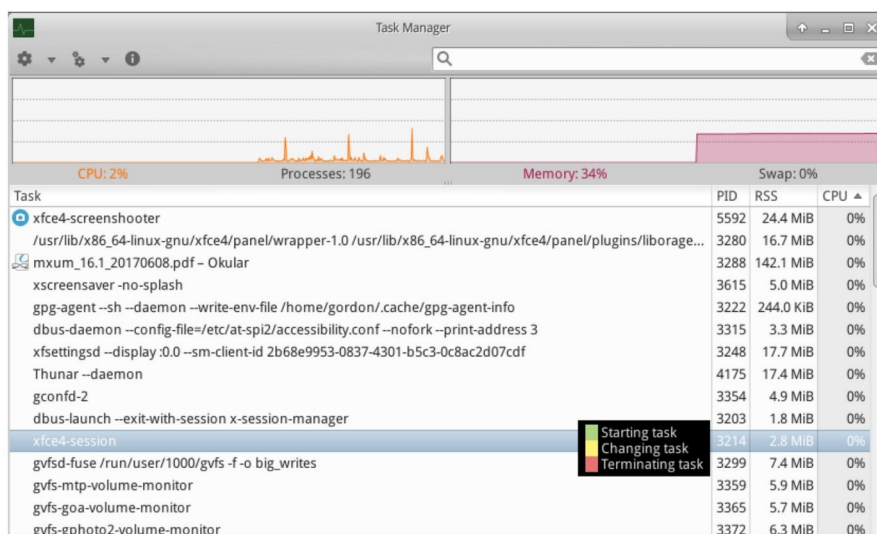 Task Manager
CPU: 2% Processes: 196 Memory: 34% Swap: 0%
Task PID RSS CPU
xfce4-screenshooter 5592 24.4 MiB 0%
/usr/lib/x86_64-linux-gnu/xfce4/panel/wrapper-1.0 /usr/lib/x86_64-linux-gnu/xfce4/panel/plugins/liborage... 3280 16.7 MiB 0%
mxum_16.1_20170608.pdf – Okular 3288 142.1 MiB 0%
xscreensaver -no-splash 3615 5.0 MiB 0%
gpg-agent --sh --daemon --write-env-file /home/gordon/.cache/gpg-agent-info 3222 244.0 KiB 0%
dbus-daemon --config-file=/etc/at-spi2/accessibility.conf --nofork --print-address 3 3315 3.3 MiB 0%
xfsettingsd --display :0.0 --sm-client-id 2b68e9953-0837-4301-b5c3-0c8ac2d07cdf 3248 17.7 MiB 0%
Thunar --daemon 4175 17.4 MiB 0%
gconfd-2 3354 4.9 MiB 0%
dbus-launch --exit-with-session x-session-manager 3203 1.8 MiB 0%
xfce4-session 3214 2.8 MiB 0%
Starting task
Changing task
Terminating task
gvfsd-fuse /run/user/1000/gvfs -f -o big_writes 3299 7.4 MiB 0%
gvfs-mtp-volume-monitor 3359 5.9 MiB 0%
gvfs-goa-volume-monitor 3365 5.7 MiB 0%
gvfs-gphoto2-volume-monitor 3372 6.3 MiB 0%